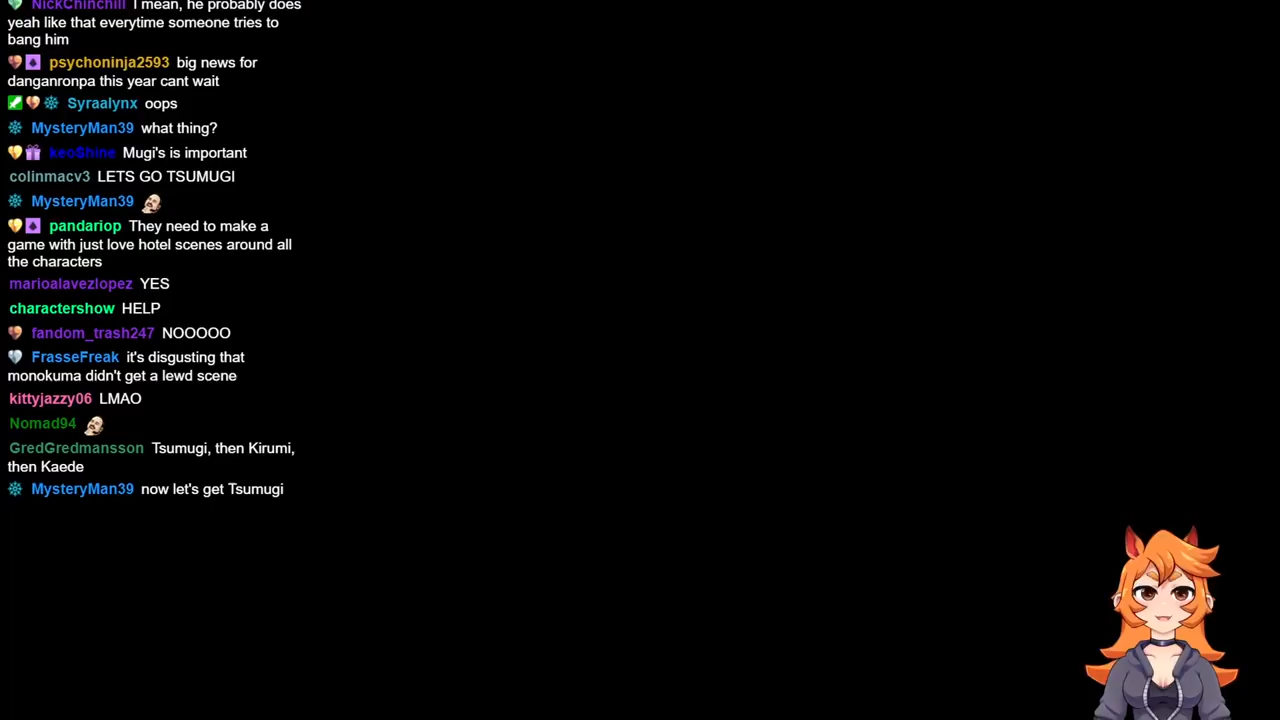 NickChinchill I mean, he probably does
yeah like that everytime someone tries to
bang him
psychoninja2593 big news for
danganronpa this year cant wait
Syraalynx oops
MysteryMan39 what thing?
keoShine Mugi's is important
colinmacv3 LETS GO TSUMUGI
MysteryMan39
pandariop They need to make a
game with just love hotel scenes around all
the characters
marioalavezlopez YES
charactershow HELP
fandom_trash247 NOOOOO
FrasseFreak it's disgusting that
monokuma didn't get a lewd scene
kittyjazzy06 LMAO
Nomad94
GredGredmansson Tsumugi, then Kirumi,
then Kaede
MysteryMan39 now let's get Tsumugi